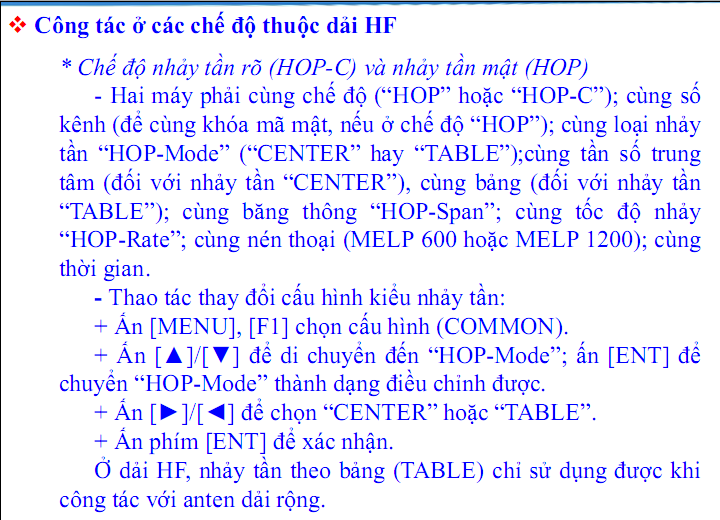 ❖ Công tác ở các chế độ thuộc dải HF
* Chế độ nhảy tần rõ (HOP-C) và nhảy tần mật (HOP)
- Hai máy phải cùng chế độ (“HOP” hoặc “HOP-C”); cùng số
kênh (để cùng khóa mã mật, nếu ở chế độ “HOP”); cùng loại nhảy
tần “HOP-Mode” (“CENTER” hay “TABLE”);cùng tần số trung
tâm (đối với nhảy tần “CENTER”), cùng bảng (đối với nhảy tần
“TABLE”); cùng băng thông “HOP-Span”; cùng tốc độ nhảy
“HOP-Rate”; cùng nén thoại (MELP 600 hoặc MELP 1200); cùng
thời gian.
- Thao tác thay đổi cấu hình kiểu nhảy tần:
+ Ấn [MENU], [F1] chọn cấu hình (COMMON).
+ Ấn [▲]/[▼] để di chuyển đến “HOP-Mode”; ấn [ENT] để
chuyển “HOP-Mode” thành dạng điều chỉnh được.
+ Ấn [►]/[◄] để chọn “CENTER” hoặc “TABLE”.
+ Ấn phím [ENT] để xác nhận.
Ở dải HF, nhảy tần theo bảng (TABLE) chỉ sử dụng được khi
công tác với anten dải rộng.